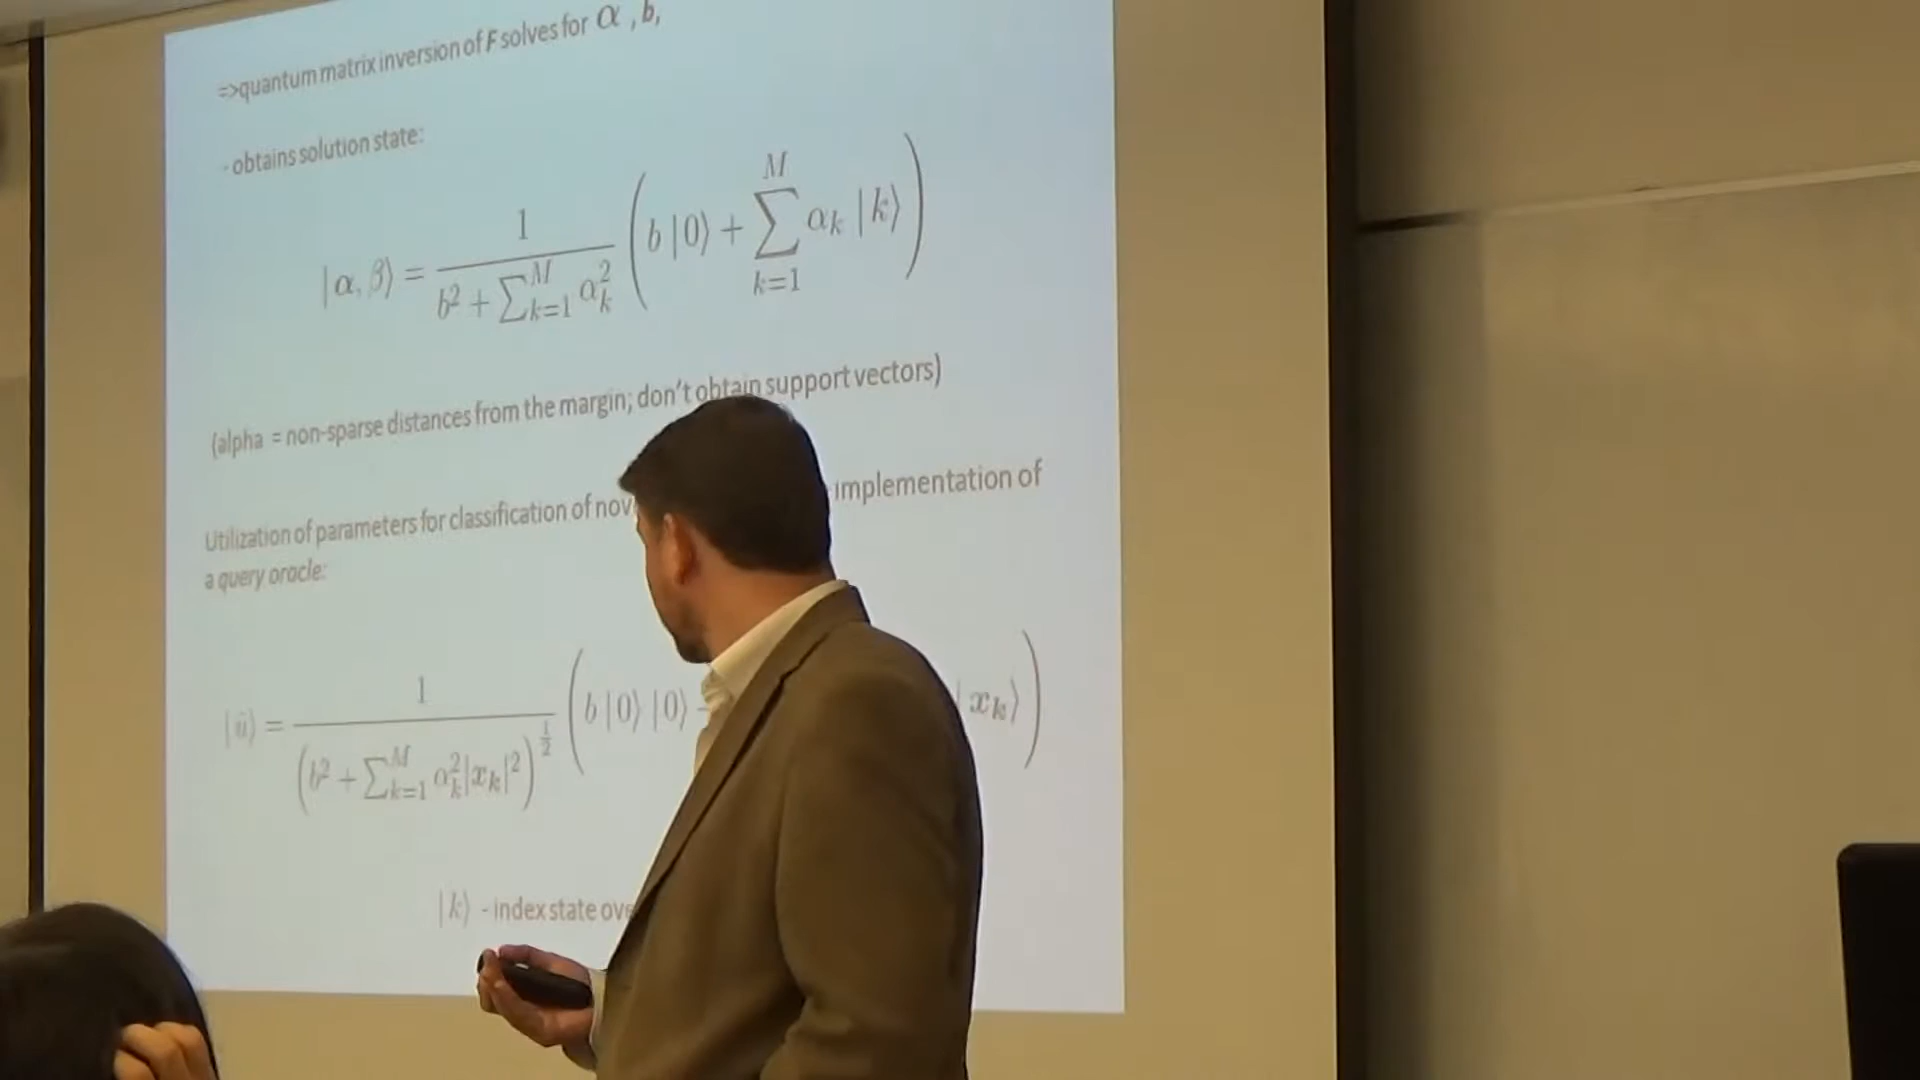 =>quantum matrix inversion of F solves for α , b,
- obtains solution state:
|α, β⟩ = 1 / (b² + ∑_{k=1}^{M} α_k²) ( b |0⟩ + ∑_{k=1}^{M} α_k |k⟩ )
(alpha = non-sparse distances from the margin; don't obtain support vectors)
Utilization of parameters for classification of implementation of
a query oracle:
|ũ⟩ = 1 / (b² + ∑_{k=1}^{M} α_k² |x_k|²)^{1/2} ( b |0⟩ |0⟩ x_k⟩ )
|k⟩ - index state